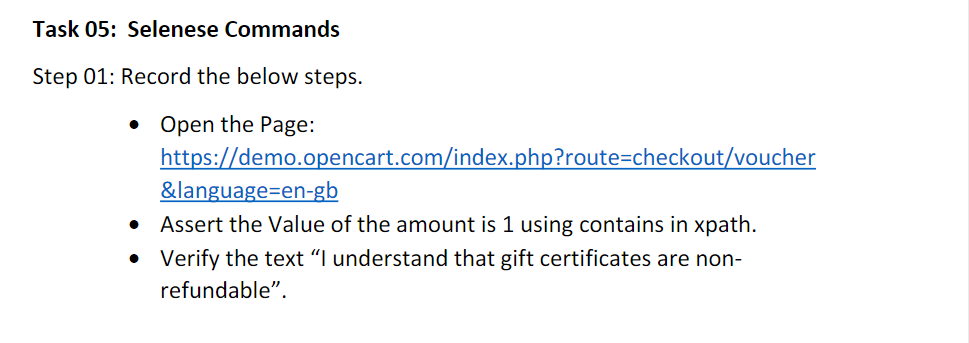 Task 05: Selenese Commands
Step 01: Record the below steps.
• Open the Page:
https://demo.opencart.com/index.php?route=checkout/voucher
&language=en-gb
• Assert the Value of the amount is 1 using contains in xpath.
• Verify the text “I understand that gift certificates are non-
refundable”.